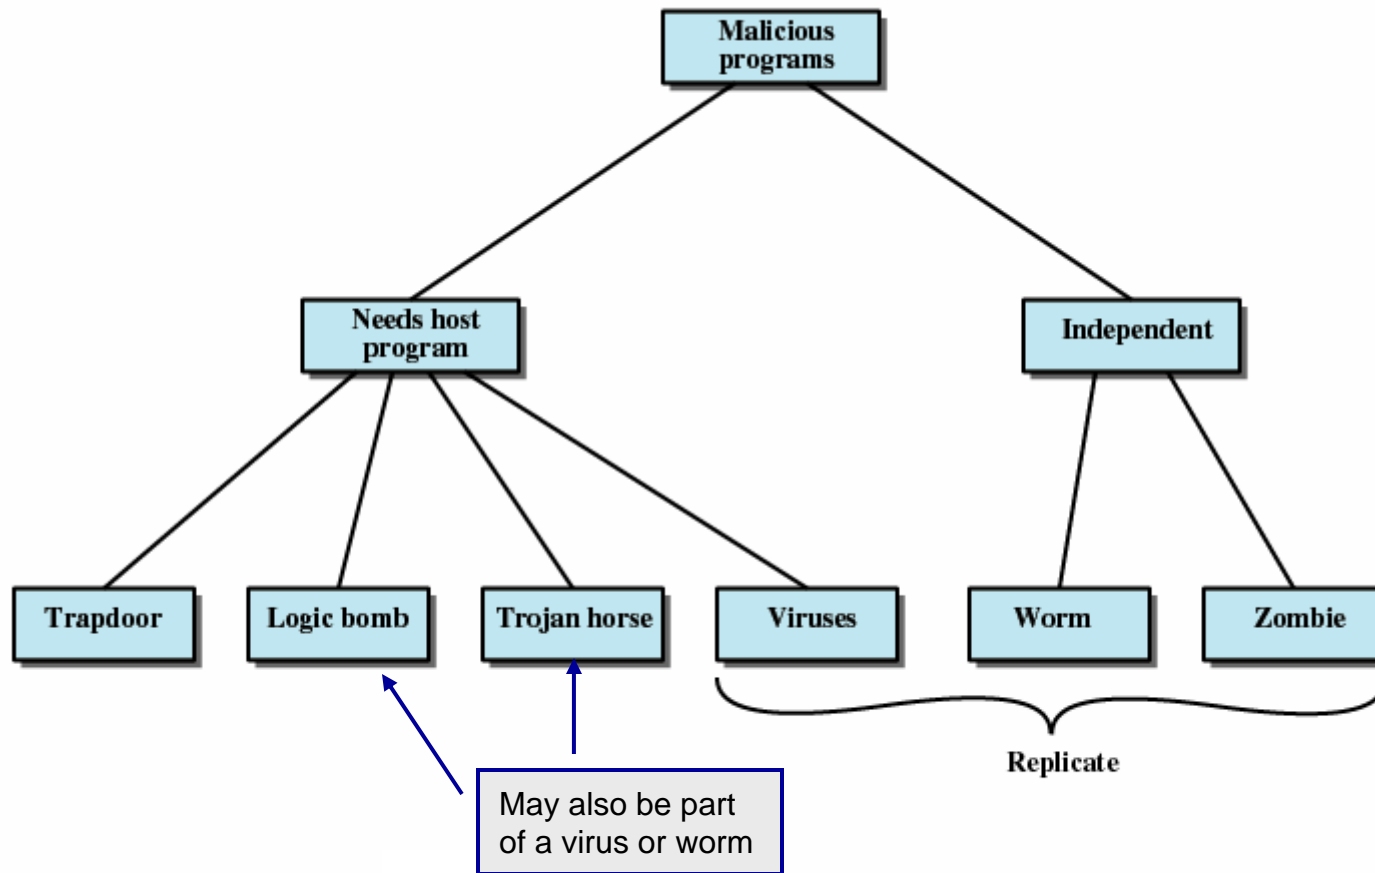 Malicious
programs
Needs host
program
Independent
Trapdoor
Logic bomb
Trojan horse
Viruses
Worm
Zombie
Replicate
May also be part
of a virus or worm